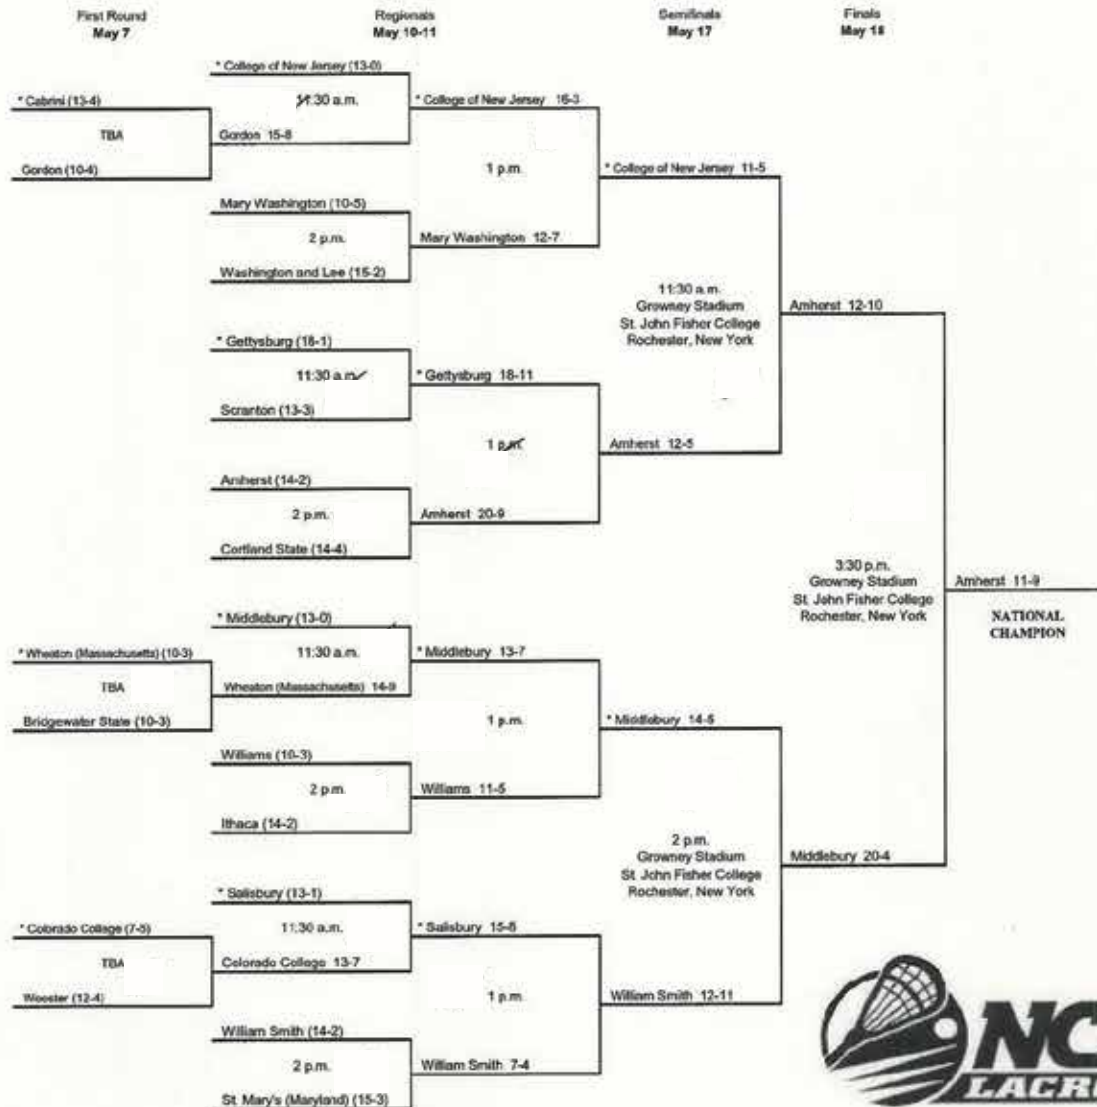 First Round
May 7
Regionals
May 10-11
Semifinals
May 17
Finals
May 18
* College of New Jersey (13-0)
11:30 a.m.
* Cabrini (13-4)
TBA
Gordon (10-4)
Gordon 15-8
* College of New Jersey 16-3
1 p.m.
Mary Washington (10-5)
2 p.m.
Washington and Lee (15-2)
Mary Washington 12-7
* College of New Jersey 11-5
11:30 a.m.
Growney Stadium
St. John Fisher College
Rochester, New York
Amherst 12-10
* Gettysburg (16-1)
11:30 a.m.
Scranton (13-3)
* Gettysburg 18-11
1 p.m.
Amherst (14-2)
2 p.m.
Cortland State (14-4)
Amherst 20-9
Amherst 12-5
3:30 p.m.
Growney Stadium
St. John Fisher College
Rochester, New York
Amherst 11-9
NATIONAL
CHAMPION
* Middlebury (13-0)
11:30 a.m.
* Wheaton (Massachusetts) (10-3)
TBA
Bridgewater State (10-3)
Wheaton (Massachusetts) 14-9
* Middlebury 13-7
1 p.m.
Williams (10-3)
2 p.m.
Ithaca (14-2)
Williams 11-5
* Middlebury 14-6
2 p.m.
Growney Stadium
St. John Fisher College
Rochester, New York
Middlebury 20-4
* Salisbury (13-1)
11:30 a.m.
* Colorado College (7-5)
TBA
Wooster (12-4)
Colorado College 13-7
* Salisbury 15-6
1 p.m.
William Smith (14-2)
2 p.m.
St. Mary's (Maryland) (15-3)
William Smith 7-4
William Smith 12-11
NC
LACRO